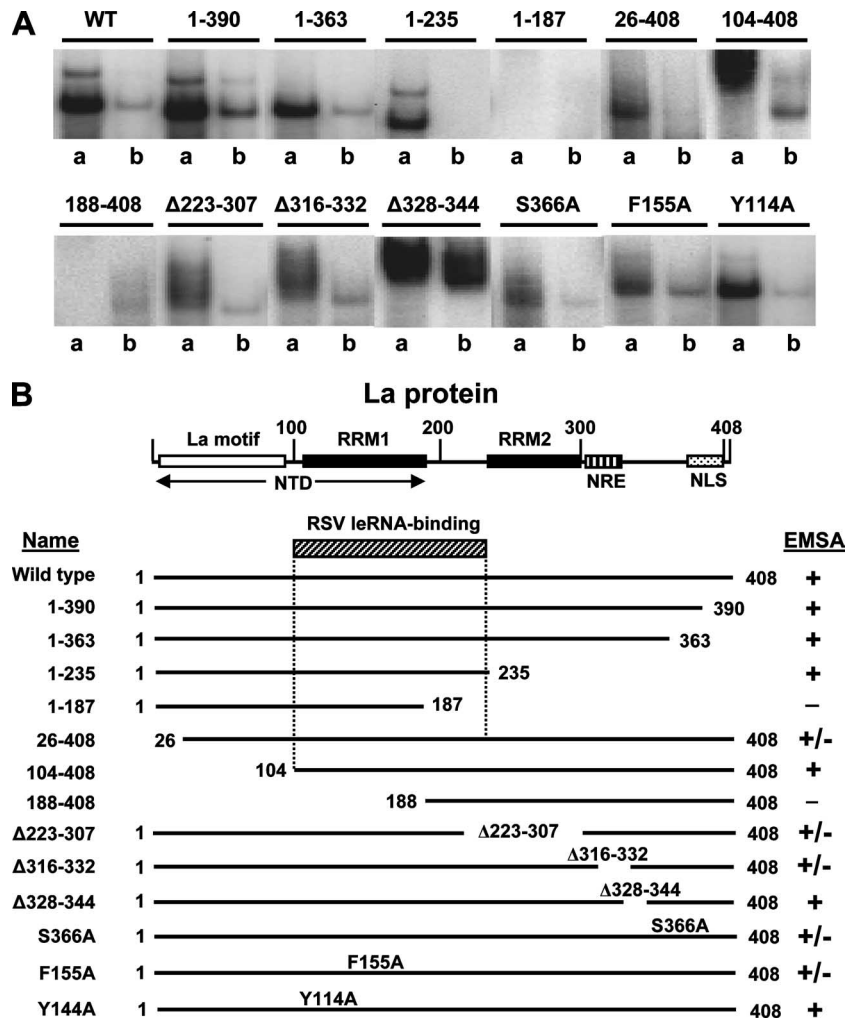 A
WT 1-390 1-363 1-235 1-187 26-408 104-408
a b a b a b a b a b a b a b
188-408 Δ223-307 Δ316-332 Δ328-344 S366A F155A Y114A
a b a b a b a b a b a b a b
B
La protein
La motif 100 RRM1 200 RRM2 300 408
NTD NRE NLS
Name RSV leRNA-binding EMSA
Wild type 1 408 +
1-390 1 390 +
1-363 1 363 +
1-235 1 235 +
1-187 1 187 –
26-408 26 408 +/-
104-408 104 408 +
188-408 188 408 –
Δ223-307 1 Δ223-307 408 +/-
Δ316-332 1 Δ316-332 408 +/-
Δ328-344 1 Δ328-344 408 +
S366A 1 S366A 408 +/-
F155A 1 F155A 408 +/-
Y144A 1 Y114A 408 +